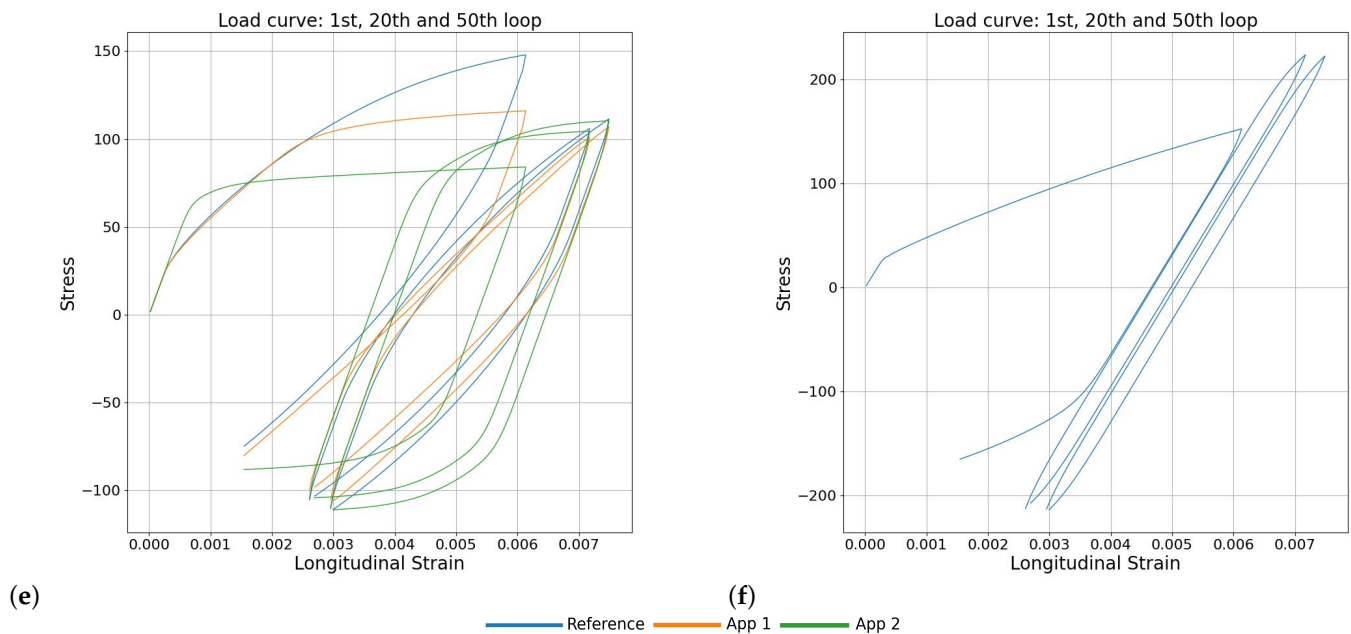 Load curve: 1st, 20th and 50th loop
150
100
50
0
−50
−100
Stress
0.000 0.001 0.002 0.003 0.004 0.005 0.006 0.007
Longitudinal Strain
(e)
Load curve: 1st, 20th and 50th loop
200
100
0
−100
−200
Stress
0.000 0.001 0.002 0.003 0.004 0.005 0.006 0.007
Longitudinal Strain
(f)
Reference App 1 App 2